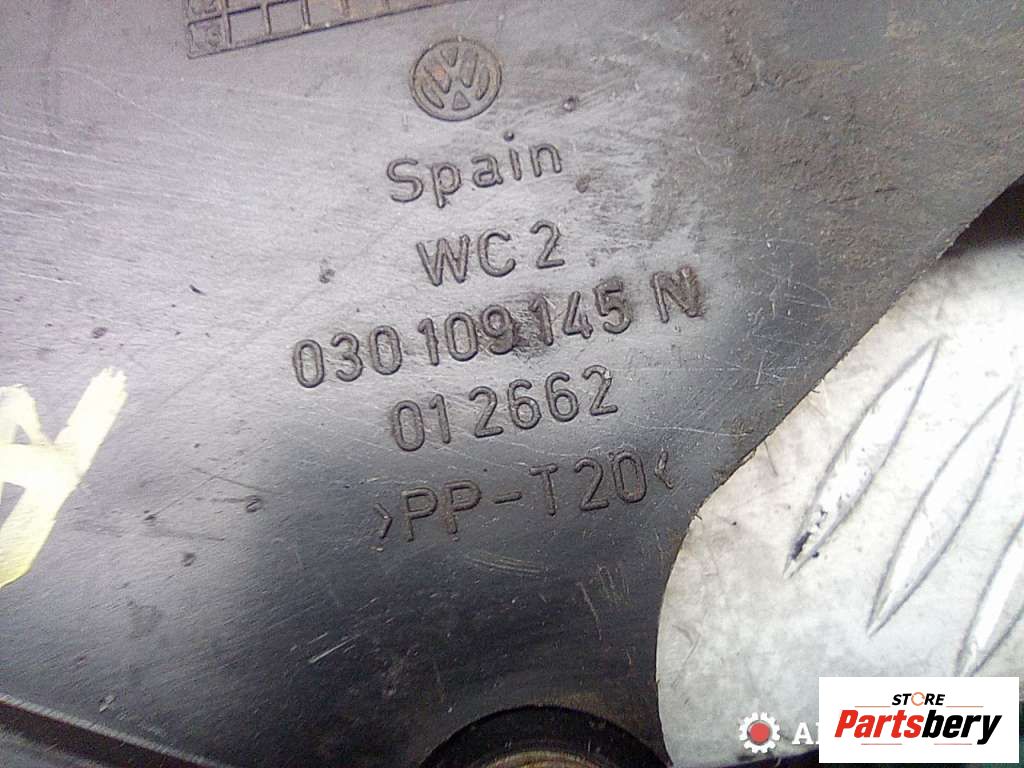 Spain
WC 2
030 109 145 N
01 2662
>PP-T20<
STORE
Partsbery